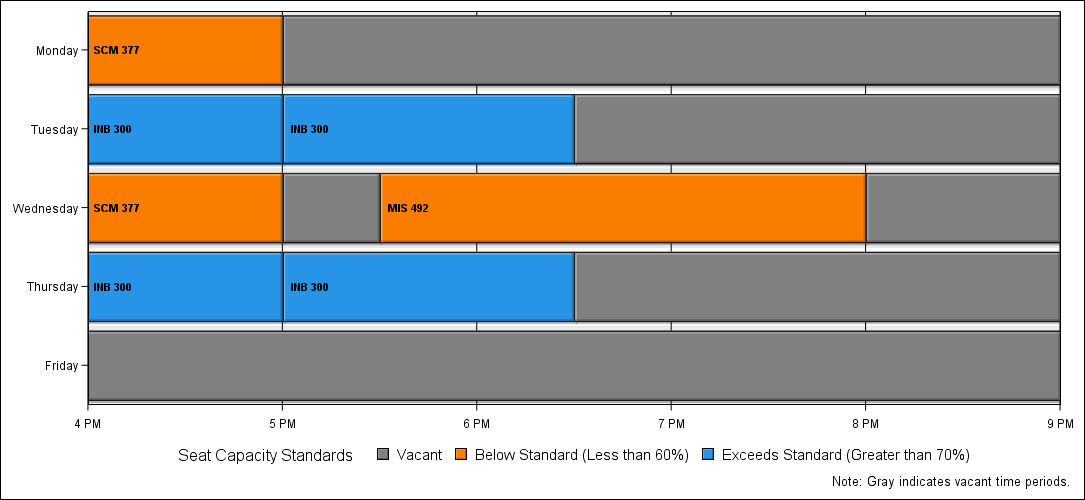 Monday
SCM 377
Tuesday
INB 300 INB 300
Wednesday
SCM 377 MIS 492
Thursday
INB 300 INB 300
Friday
4 PM 5 PM 6 PM 7 PM 8 PM 9 PM
Seat Capacity Standards Vacant Below Standard (Less than 60%) Exceeds Standard (Greater than 70%)
Note: Gray indicates vacant time periods.